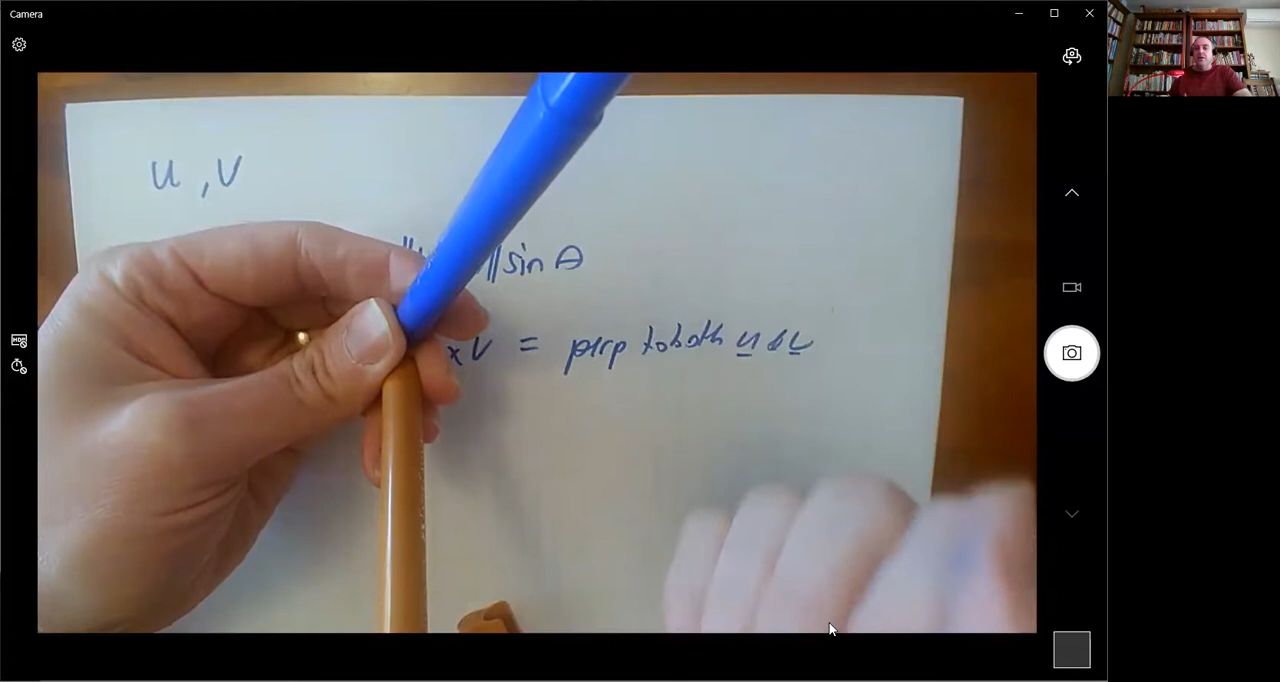 Camera
u , v
|| sin θ
x v = perp to both u & v